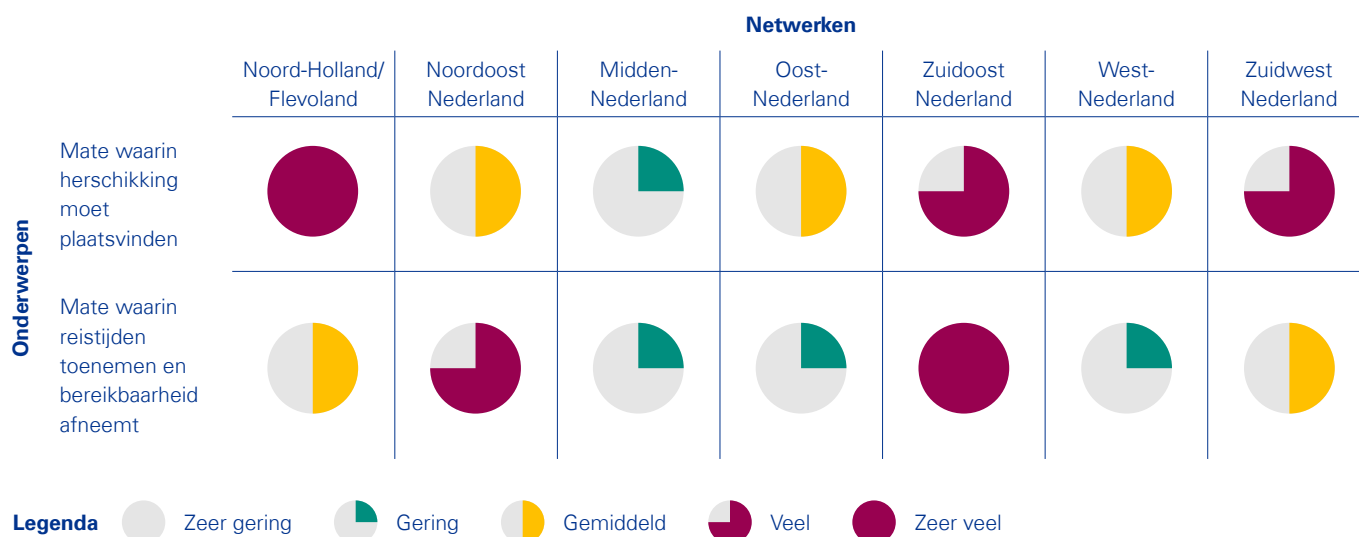 Netwerken
Noord-Holland/
Flevoland
Noordoost
Nederland
Midden-
Nederland
Oost-
Nederland
Zuidoost
Nederland
West-
Nederland
Zuidwest
Nederland
Onderwerpen
Mate waarin
herschikking
moet
plaatsvinden
Mate waarin
reistijden
toenemen en
bereikbaarheid
afneemt
Legenda Zeer gering Gering Gemiddeld Veel Zeer veel